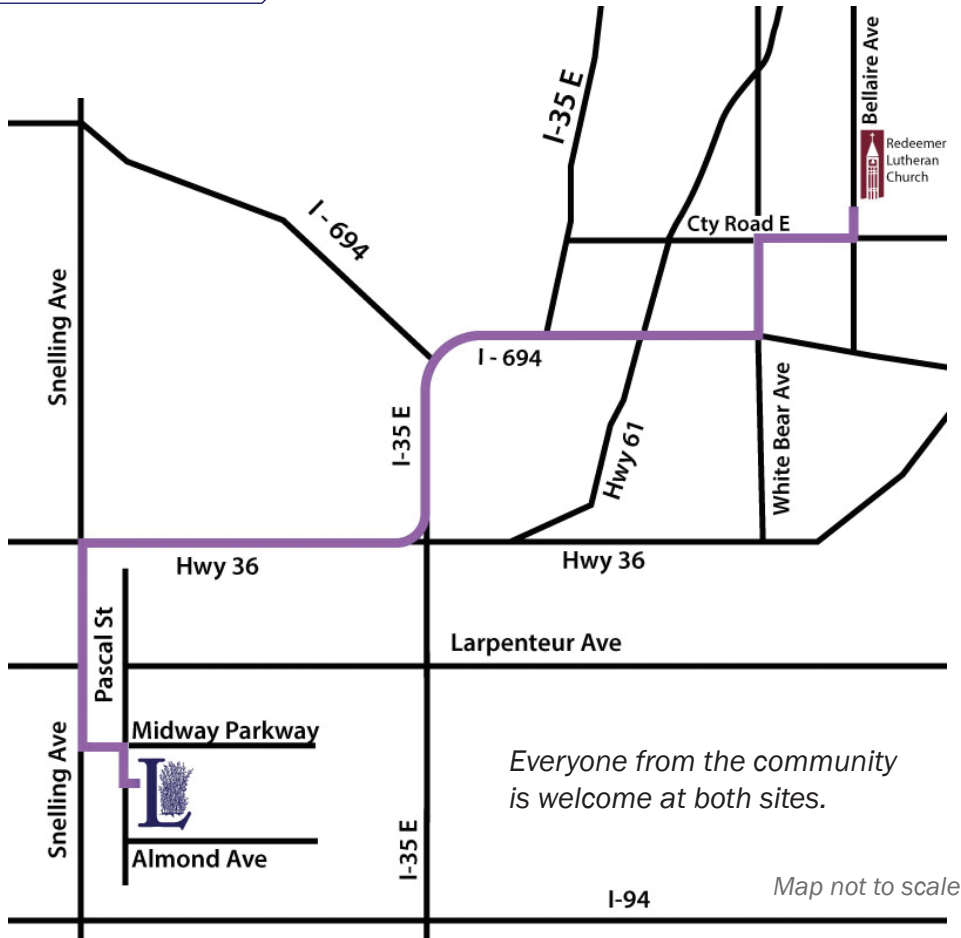 Bellaire Ave
I-35 E
Redeemer
Lutheran
Church
I - 694
Cty Road E
Snelling Ave
I - 694
I-35 E
White Bear Ave
Hwy 61
Hwy 36
Hwy 36
Pascal St
Larpenteur Ave
Midway Parkway
Snelling Ave
Everyone from the community
is welcome at both sites.
L
I-35 E
Almond Ave
Map not to scale
I-94